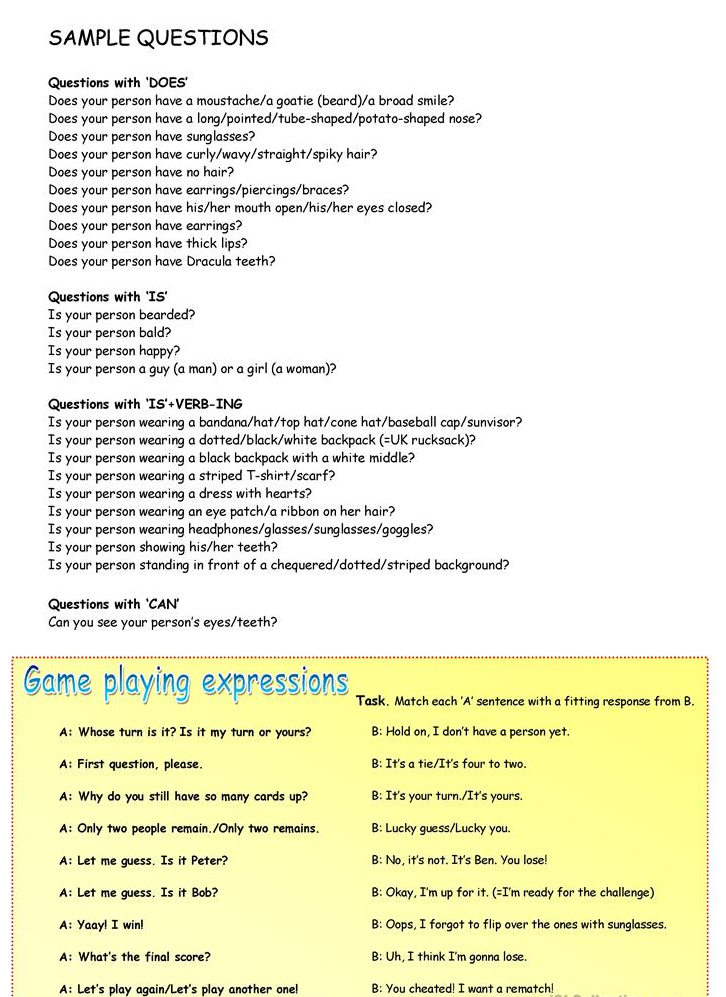 SAMPLE QUESTIONS
Questions with ‘DOES’
Does your person have a moustache/a goatie (beard)/a broad smile?
Does your person have a long/pointed/tube-shaped/potato-shaped nose?
Does your person have sunglasses?
Does your person have curly/wavy/straight/spiky hair?
Does your person have no hair?
Does your person have earrings/piercings/braces?
Does your person have his/her mouth open/his/her eyes closed?
Does your person have earrings?
Does your person have thick lips?
Does your person have Dracula teeth?
Questions with ‘IS’
Is your person bearded?
Is your person bald?
Is your person happy?
Is your person a guy (a man) or a girl (a woman)?
Questions with ‘IS’+VERB-ING
Is your person wearing a bandana/hat/top hat/cone hat/baseball cap/sunvisor?
Is your person wearing a dotted/black/white backpack (=UK rucksack)?
Is your person wearing a black backpack with a white middle?
Is your person wearing a striped T-shirt/scarf?
Is your person wearing a dress with hearts?
Is your person wearing an eye patch/a ribbon on her hair?
Is your person wearing headphones/glasses/sunglasses/goggles?
Is your person showing his/her teeth?
Is your person standing in front of a chequered/dotted/striped background?
Questions with ‘CAN’
Can you see your person’s eyes/teeth?
Game playing expressions
Task. Match each ‘A’ sentence with a fitting response from B.
A: Whose turn is it? Is it my turn or yours? B: Hold on, I don’t have a person yet.
A: First question, please. B: It’s a tie/It’s four to two.
A: Why do you still have so many cards up? B: It’s your turn./It’s yours.
A: Only two people remain./Only two remains. B: Lucky guess/Lucky you.
A: Let me guess. Is it Peter? B: No, it’s not. It’s Ben. You lose!
A: Let me guess. Is it Bob? B: Okay, I’m up for it. (=I’m ready for the challenge)
A: Yaay! I win! B: Oops, I forgot to flip over the ones with sunglasses.
A: What’s the final score? B: Uh, I think I’m gonna lose.
A: Let’s play again/Let’s play another one! B: You cheated! I want a rematch!